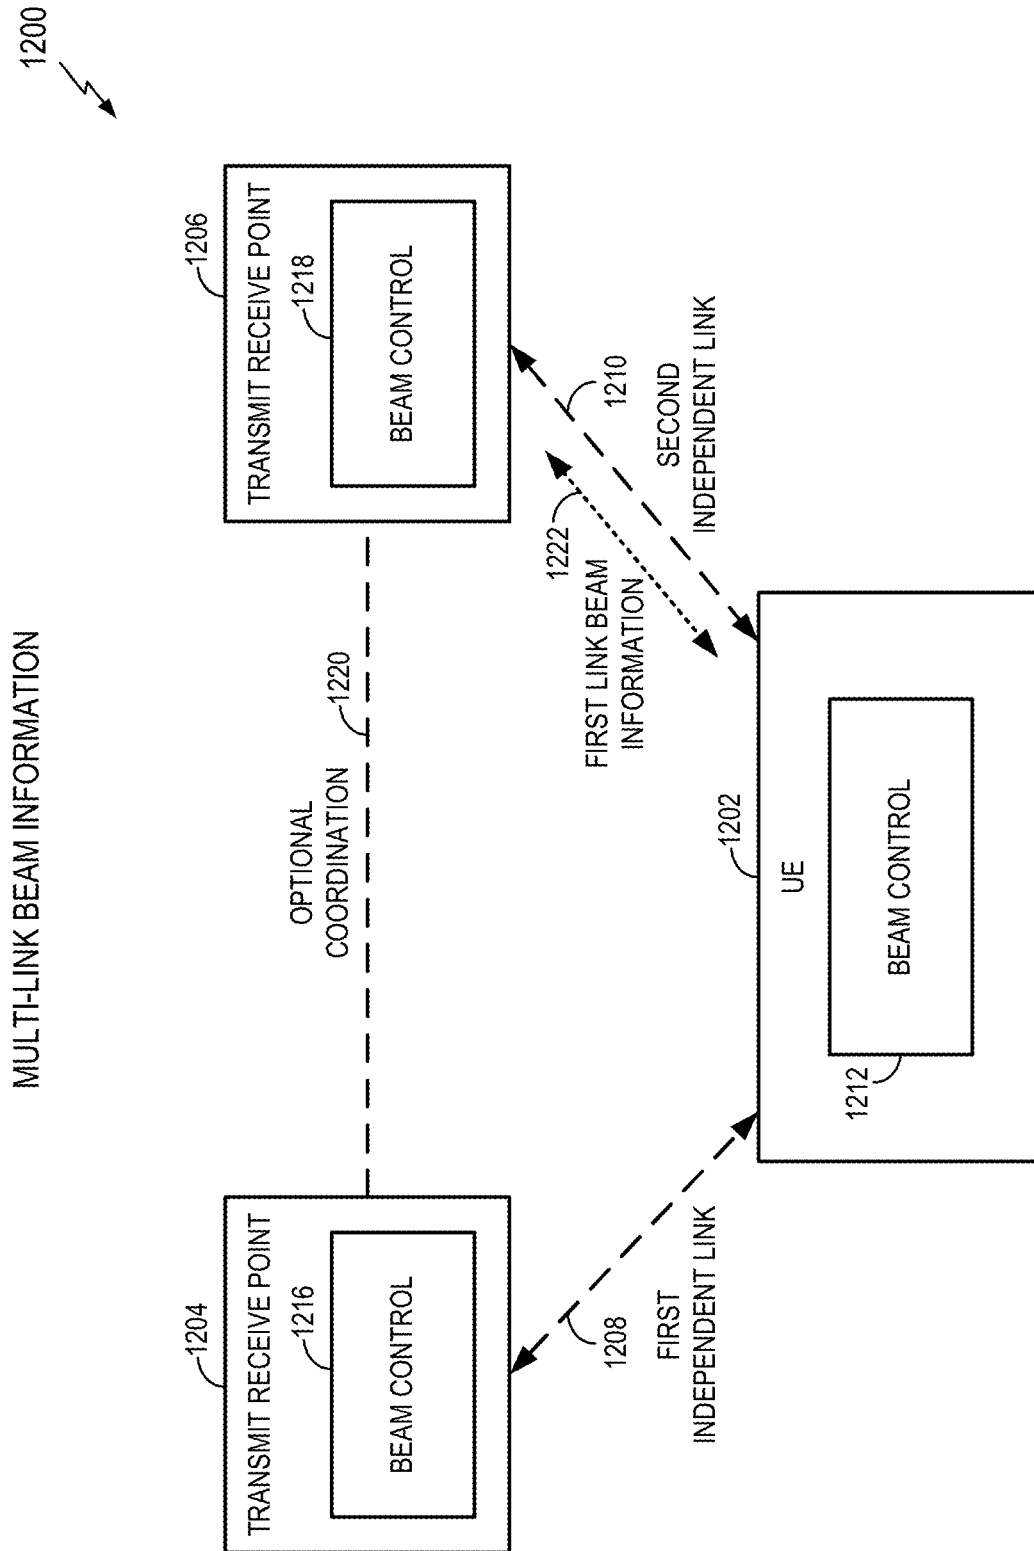 MULTI-LINK BEAM INFORMATION
1200
1204
TRANSMIT RECEIVE POINT
1216
BEAM CONTROL
OPTIONAL
COORDINATION
1220
1206
TRANSMIT RECEIVE POINT
1218
BEAM CONTROL
1208
FIRST
INDEPENDENT LINK
FIRST LINK BEAM
INFORMATION
1222
1210
SECOND
INDEPENDENT LINK
1202
UE
BEAM CONTROL
1212